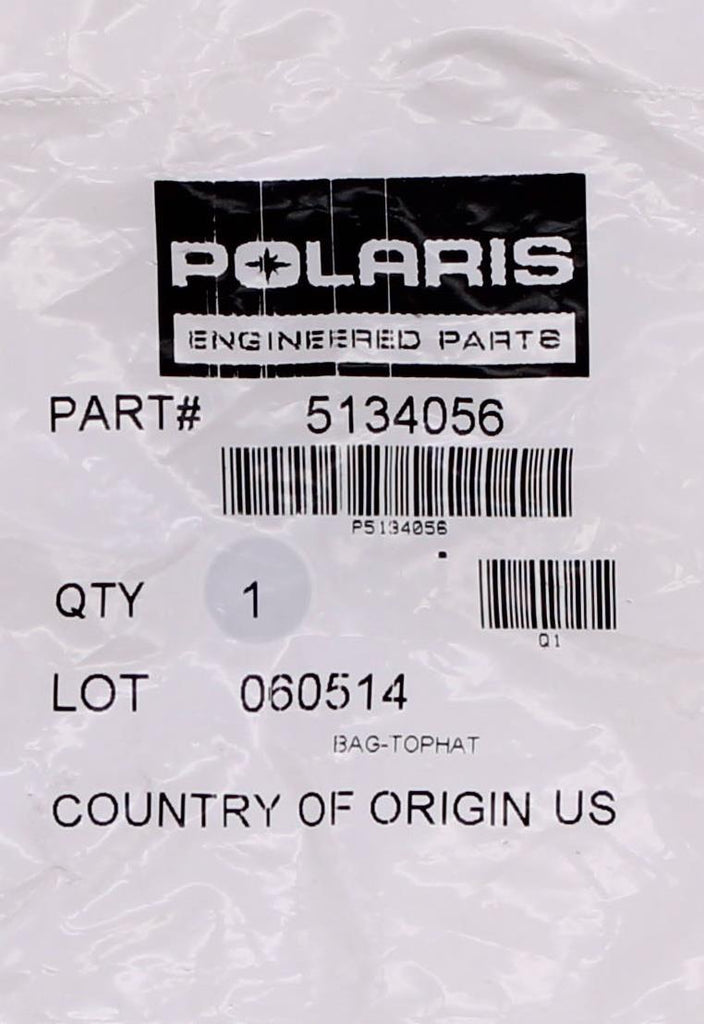 POLARIS
ENGINEERED PARTS
PART# 5134056
P5134056
QTY 1
Q1
LOT 060514
BAG-TOPHAT
COUNTRY OF ORIGIN US